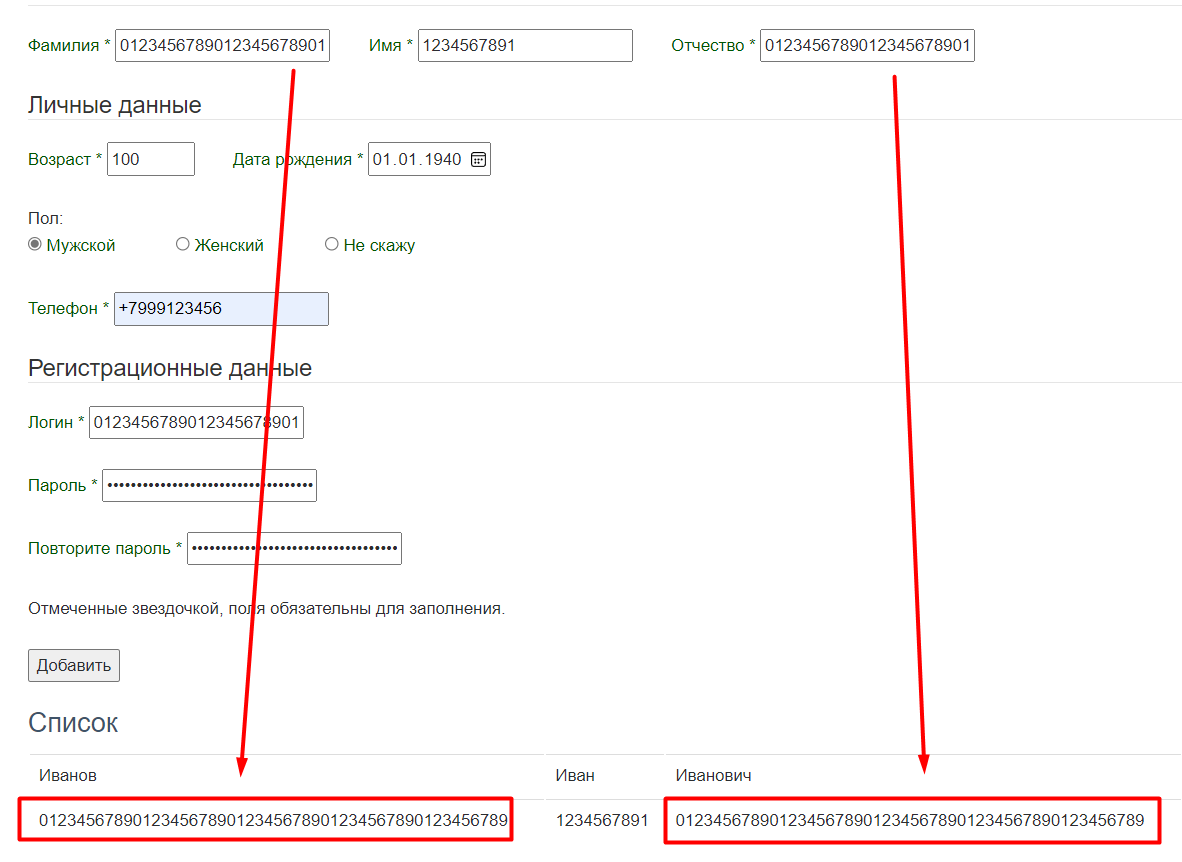 Фамилия * 0123456789012345678901 Имя * 1234567891 Отчество * 0123456789012345678901
Личные данные
Возраст * 100 Дата рождения * 01.01.1940
Пол:
Мужской Женский Не скажу
Телефон * +7999123456
Регистрационные данные
Логин * 0123456789012345678901
Пароль *
Повторите пароль *
Отмеченные звездочкой, поля обязательны для заполнения.
Добавить
Список
Иванов Иван Иванович
01234567890123456789012345678901234567890123456789 1234567891 01234567890123456789012345678901234567890123456789